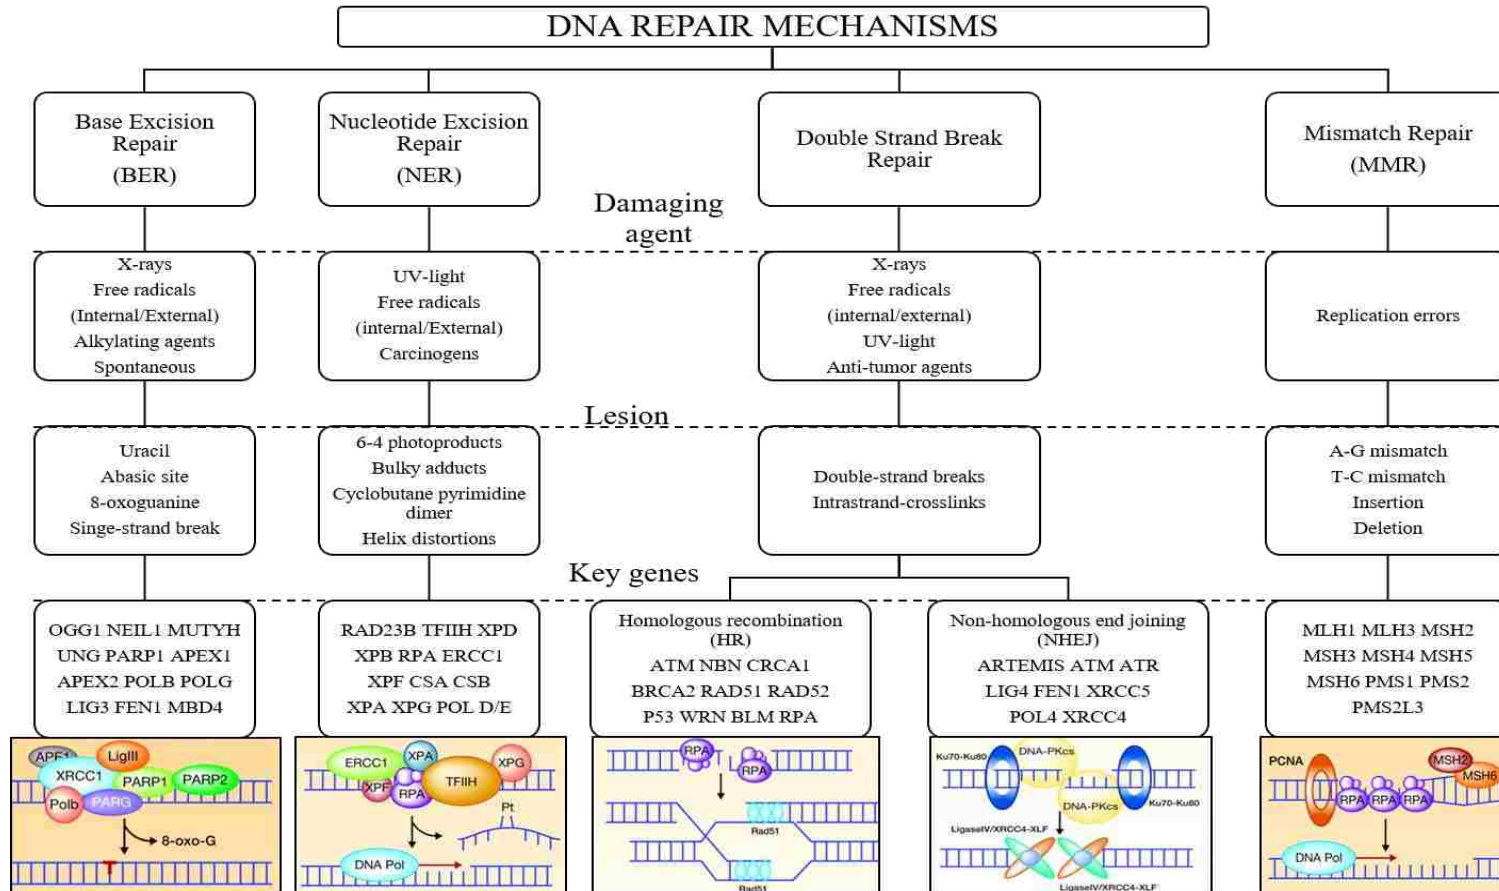 DNA REPAIR MECHANISMS
Base Excision
Repair
(BER)
Nucleotide Excision
Repair
(NER)
Double Strand Break
Repair
Mismatch Repair
(MMR)
Damaging
agent
X-rays
Free radicals
(Internal/External)
Alkylating agents
Spontaneous
UV-light
Free radicals
(internal/External)
Carcinogens
X-rays
Free radicals
(internal/external)
UV-light
Anti-tumor agents
Replication errors
Lesion
Uracil
Abasic site
8-oxoguanine
Singe-strand break
6-4 photoproducts
Bulky adducts
Cyclobutane pyrimidine
dimer
Helix distortions
Double-strand breaks
Intrastrand-crosslinks
A-G mismatch
T-C mismatch
Insertion
Deletion
Key genes
OGG1 NEIL1 MUTYH
UNG PARP1 APEX1
APEX2 POLB POLG
LIG3 FEN1 MBD4
RAD23B TFIIH XPD
XPB RPA ERCC1
XPF CSA CSB
XPA XPG POL D/E
Homologous recombination
(HR)
ATM NBN CRCA1
BRCA2 RAD51 RAD52
P53 WRN BLM RPA
Non-homologous end joining
(NHEJ)
ARTEMIS ATM ATR
LIG4 FEN1 XRCC5
POL4 XRCC4
MLH1 MLH3 MSH2
MSH3 MSH4 MSH5
MSH6 PMS1 PMS2
PMS2L3
APE1
LigIII
XRCC1
PARP1
PARP2
Polb
PARG
8-oxo-G
T
ERCC1
XPA
XPG
TFIIH
XPF
RPA
Pt
DNA Pol
RPA
RPA
Rad51
Rad51
Ku70-Ku80
DNA-PKcs
DNA-PKcs
Ku70-Ku80
LigaseIV/XRCC4-XLF
LigaseIV/XRCC4-XLF
PCNA
MSH2
MSH6
RPA
RPA
RPA
DNA Pol